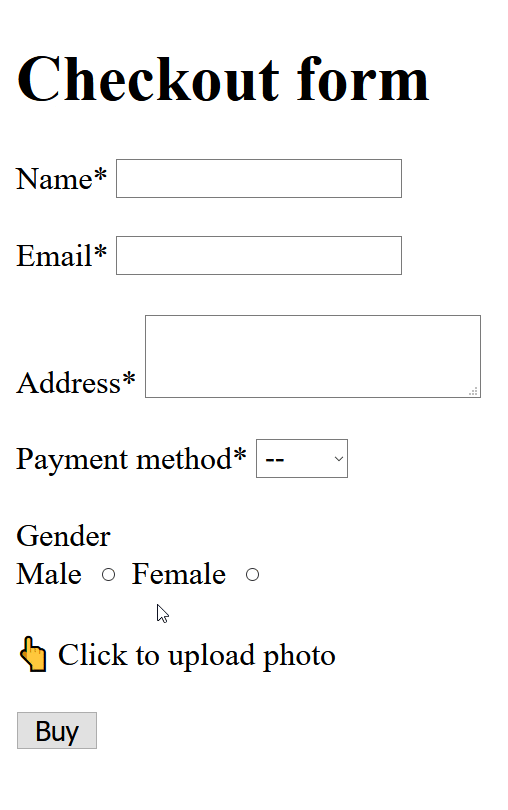 Checkout form
Name*
Email*
Address*
Payment method* --
Gender
Male Female
👆 Click to upload photo
Buy